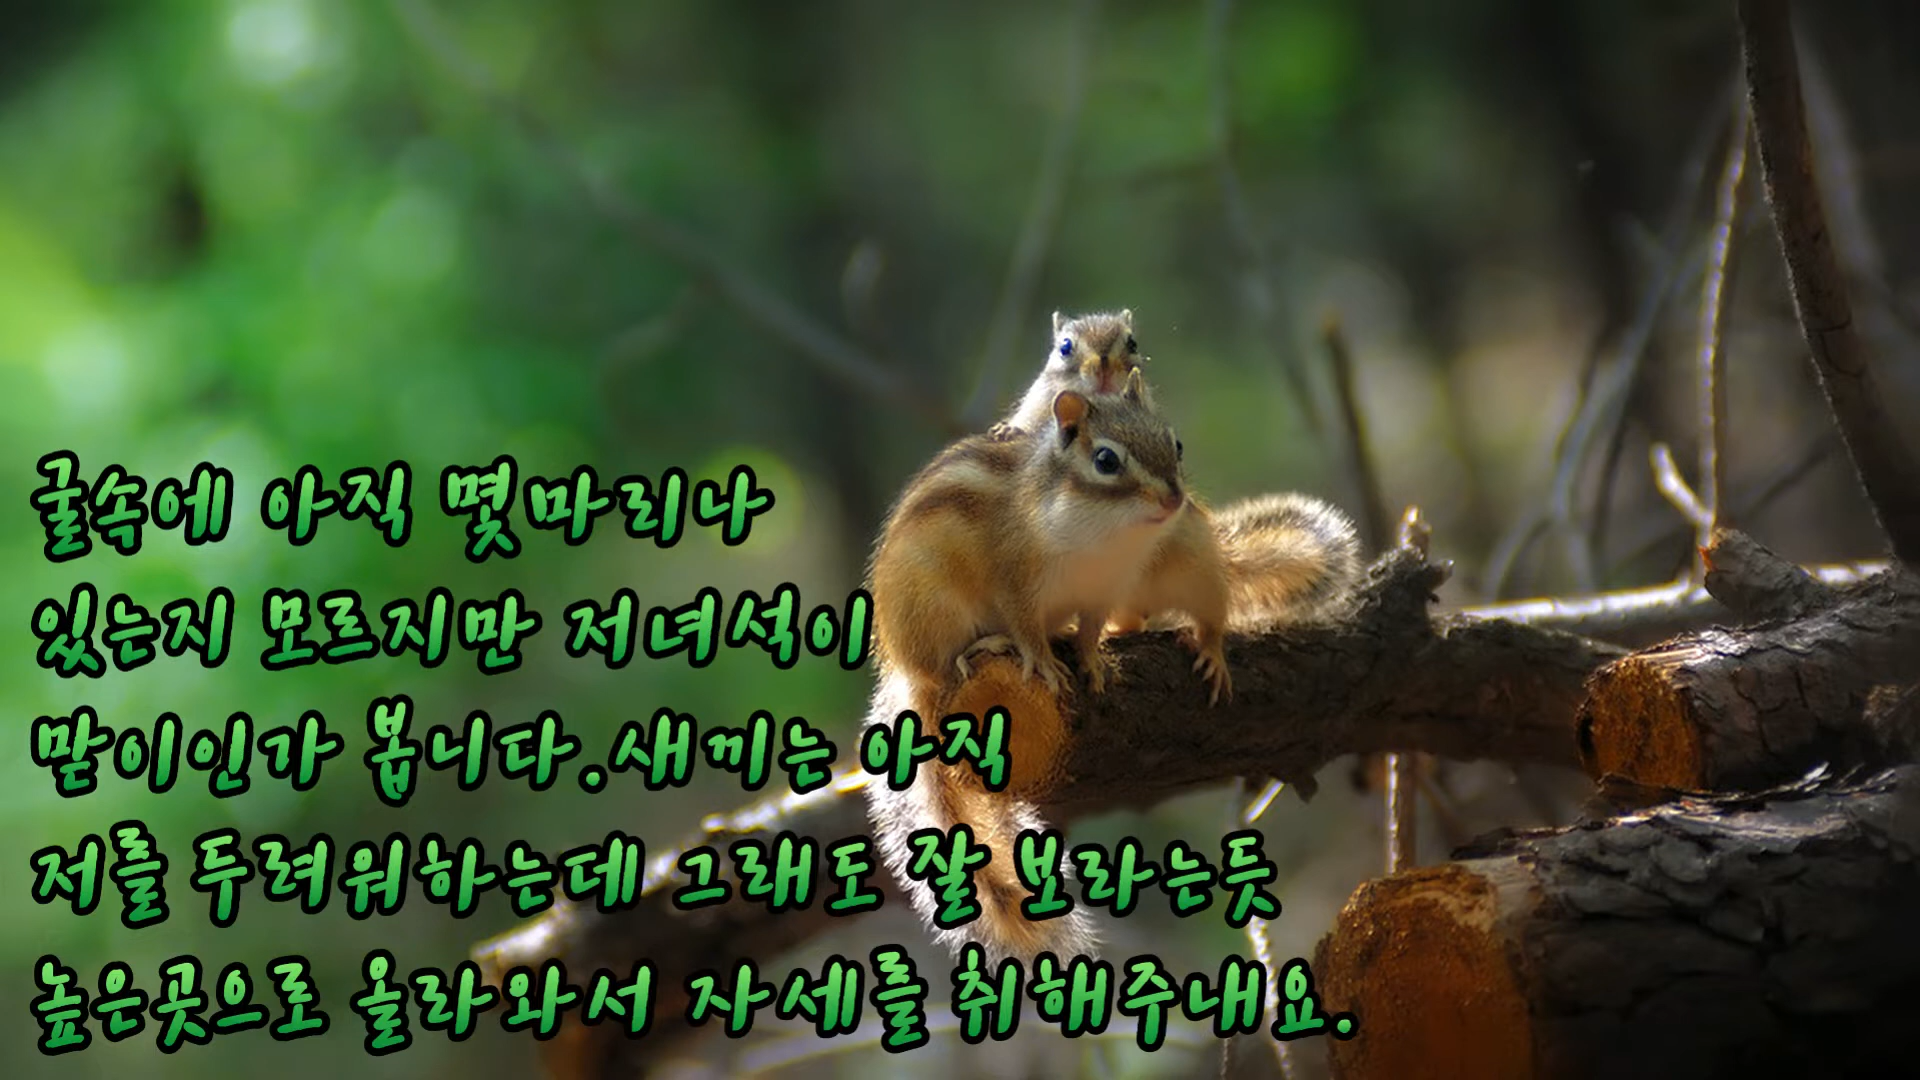 굴속에 아직 몇마리나
있는지 모르지만 저녀석이
맏이인가 봅니다.새끼는 아직
저를 두려워하는데 그래도 잘 보라는듯
높은곳으로 올라와서 자세를 취해주내요.